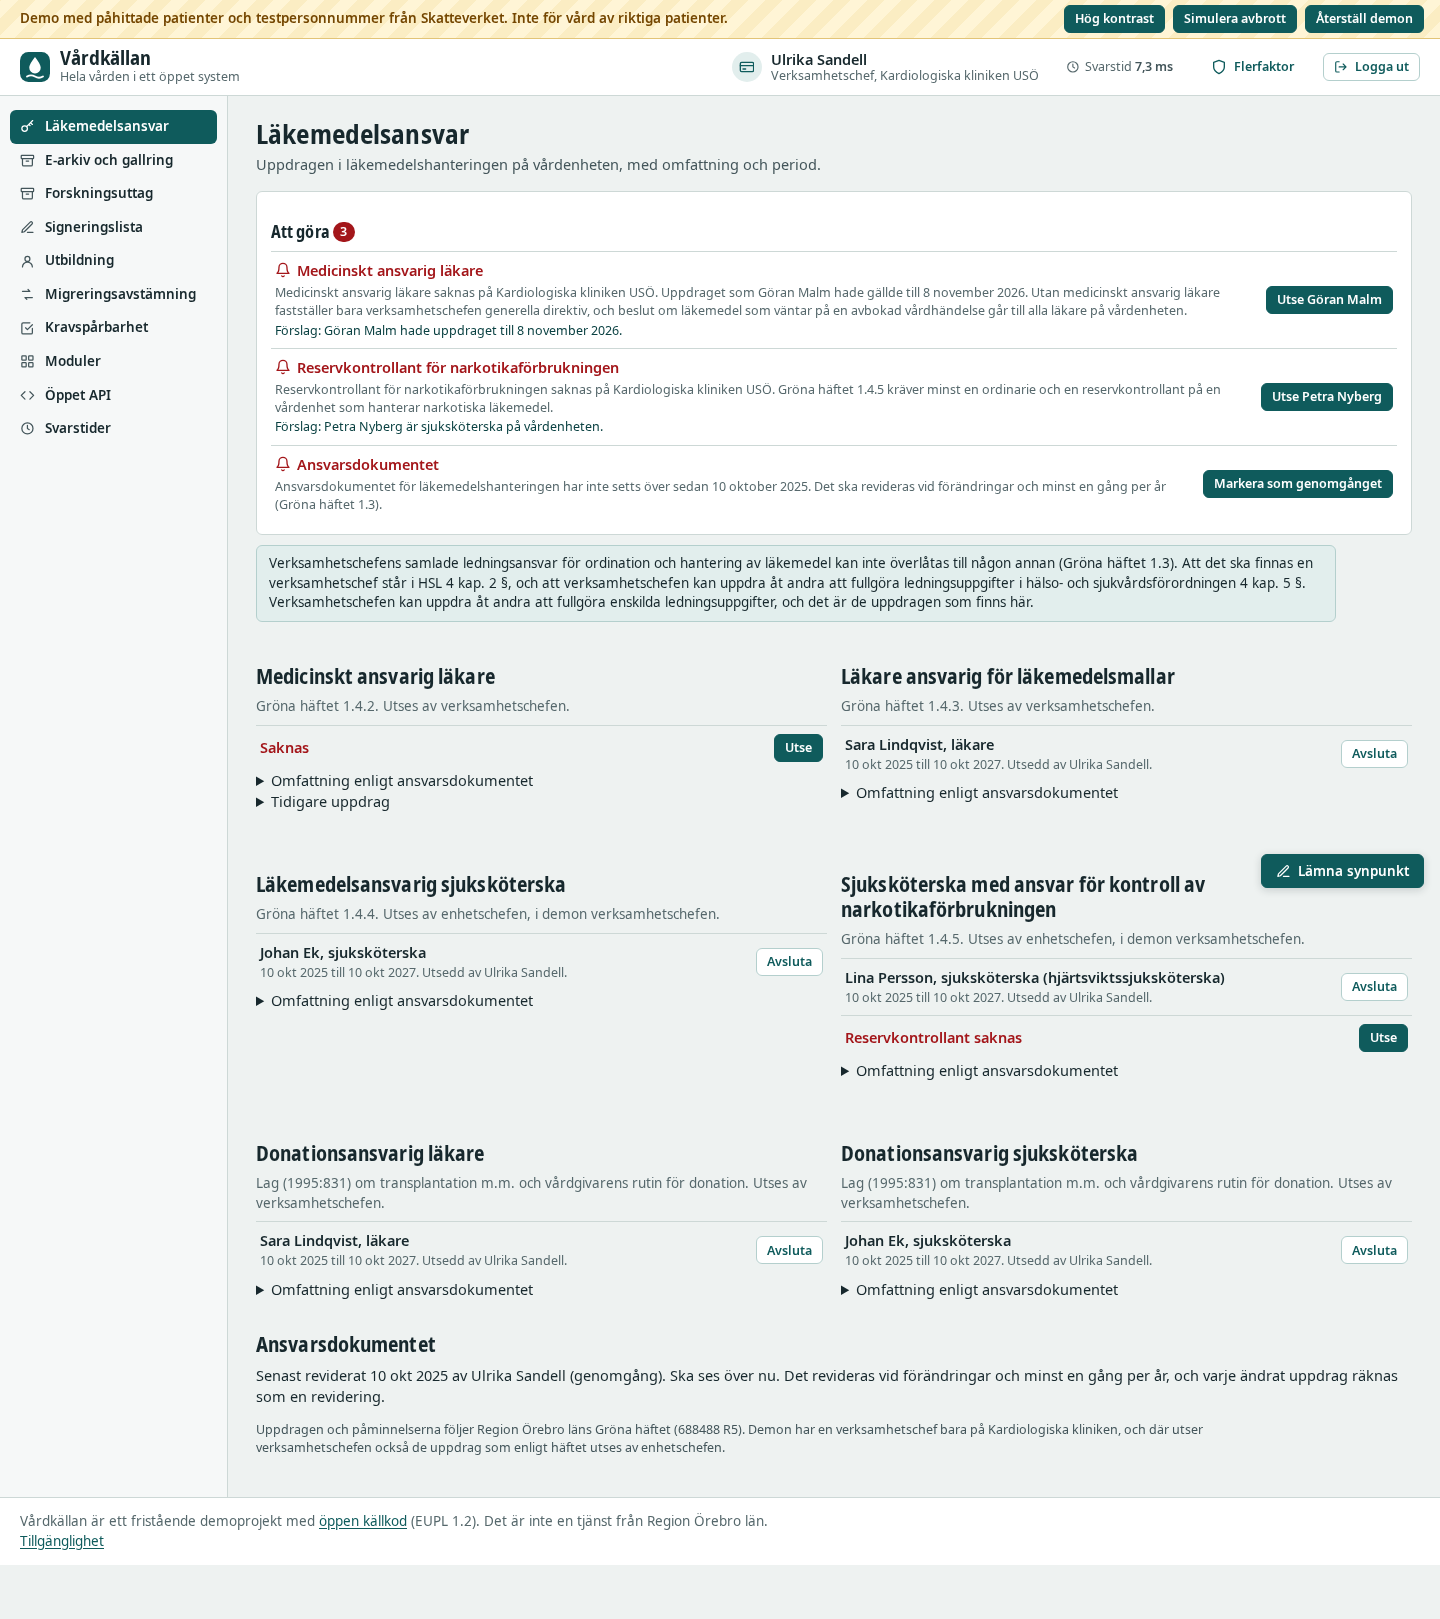 Demo med påhittade patienter och testpersonnummer från Skatteverket. Inte för vård av riktiga patienter.
Hög kontrast
Simulera avbrott
Återställ demon
Vårdkällan
Hela vården i ett öppet system
Ulrika Sandell
Verksamhetschef, Kardiologiska kliniken USÖ
Svarstid 7,3 ms
Flerfaktor
Logga ut
Läkemedelsansvar
E-arkiv och gallring
Forskningsuttag
Signeringslista
Utbildning
Migreringsavstämning
Kravspårbarhet
Moduler
Öppet API
Svarstider
Läkemedelsansvar
Uppdragen i läkemedelshanteringen på vårdenheten, med omfattning och period.
Att göra 3
Medicinskt ansvarig läkare
Medicinskt ansvarig läkare saknas på Kardiologiska kliniken USÖ. Uppdraget som Göran Malm hade gällde till 8 november 2026. Utan medicinskt ansvarig läkare
fastställer bara verksamhetschefen generella direktiv, och beslut om läkemedel som väntar på en avbokad vårdhändelse går till alla läkare på vårdenheten.
Förslag: Göran Malm hade uppdraget till 8 november 2026.
Utse Göran Malm
Reservkontrollant för narkotikaförbrukningen
Reservkontrollant för narkotikaförbrukningen saknas på Kardiologiska kliniken USÖ. Gröna häftet 1.4.5 kräver minst en ordinarie och en reservkontrollant på en
vårdenhet som hanterar narkotiska läkemedel.
Förslag: Petra Nyberg är sjuksköterska på vårdenheten.
Utse Petra Nyberg
Ansvarsdokumentet
Ansvarsdokumentet för läkemedelshanteringen har inte setts över sedan 10 oktober 2025. Det ska revideras vid förändringar och minst en gång per år
(Gröna häftet 1.3).
Markera som genomgånget
Verksamhetschefens samlade ledningsansvar för ordination och hantering av läkemedel kan inte överlåtas till någon annan (Gröna häftet 1.3). Att det ska finnas en
verksamhetschef står i HSL 4 kap. 2 §, och att verksamhetschefen kan uppdra åt andra att fullgöra ledningsuppgifter i hälso- och sjukvårdsförordningen 4 kap. 5 §.
Verksamhetschefen kan uppdra åt andra att fullgöra enskilda ledningsuppgifter, och det är de uppdragen som finns här.
Medicinskt ansvarig läkare
Gröna häftet 1.4.2. Utses av verksamhetschefen.
Saknas
Utse
Omfattning enligt ansvarsdokumentet
Tidigare uppdrag
Läkare ansvarig för läkemedelsmallar
Gröna häftet 1.4.3. Utses av verksamhetschefen.
Sara Lindqvist, läkare
10 okt 2025 till 10 okt 2027. Utsedd av Ulrika Sandell.
Avsluta
Omfattning enligt ansvarsdokumentet
Lämna synpunkt
Läkemedelsansvarig sjuksköterska
Gröna häftet 1.4.4. Utses av enhetschefen, i demon verksamhetschefen.
Johan Ek, sjuksköterska
10 okt 2025 till 10 okt 2027. Utsedd av Ulrika Sandell.
Avsluta
Omfattning enligt ansvarsdokumentet
Sjuksköterska med ansvar för kontroll av
narkotikaförbrukningen
Gröna häftet 1.4.5. Utses av enhetschefen, i demon verksamhetschefen.
Lina Persson, sjuksköterska (hjärtsviktssjuksköterska)
10 okt 2025 till 10 okt 2027. Utsedd av Ulrika Sandell.
Avsluta
Reservkontrollant saknas
Utse
Omfattning enligt ansvarsdokumentet
Donationsansvarig läkare
Lag (1995:831) om transplantation m.m. och vårdgivarens rutin för donation. Utses av
verksamhetschefen.
Sara Lindqvist, läkare
10 okt 2025 till 10 okt 2027. Utsedd av Ulrika Sandell.
Avsluta
Omfattning enligt ansvarsdokumentet
Donationsansvarig sjuksköterska
Lag (1995:831) om transplantation m.m. och vårdgivarens rutin för donation. Utses av
verksamhetschefen.
Johan Ek, sjuksköterska
10 okt 2025 till 10 okt 2027. Utsedd av Ulrika Sandell.
Avsluta
Omfattning enligt ansvarsdokumentet
Ansvarsdokumentet
Senast reviderat 10 okt 2025 av Ulrika Sandell (genomgång). Ska ses över nu. Det revideras vid förändringar och minst en gång per år, och varje ändrat uppdrag räknas
som en revidering.
Uppdragen och påminnelserna följer Region Örebro läns Gröna häftet (688488 R5). Demon har en verksamhetschef bara på Kardiologiska kliniken, och där utser
verksamhetschefen också de uppdrag som enligt häftet utses av enhetschefen.
Vårdkällan är ett fristående demoprojekt med öppen källkod (EUPL 1.2). Det är inte en tjänst från Region Örebro län.
Tillgänglighet